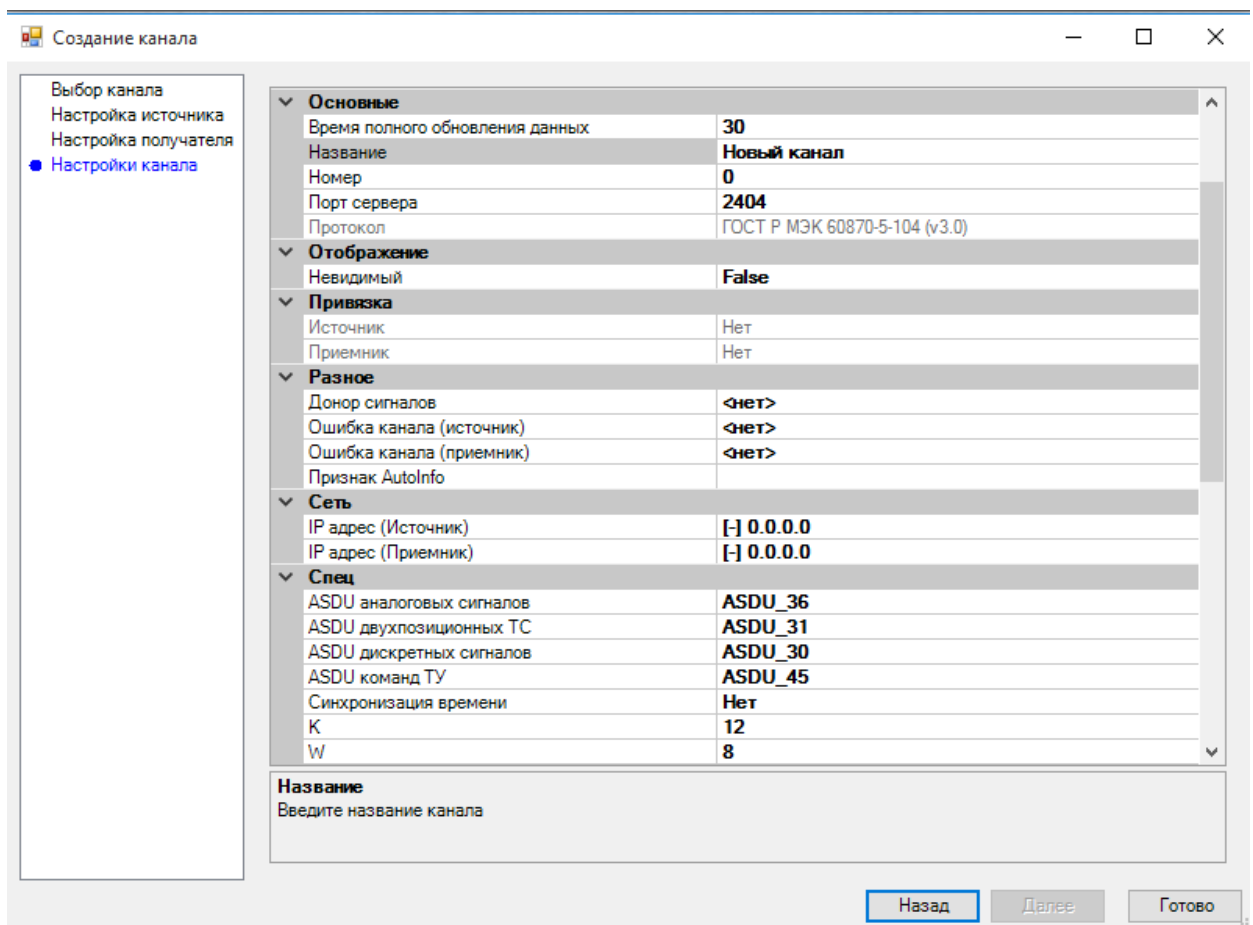 Создание канала
Выбор канала
Настройка источника
Настройка получателя
Настройки канала
Основные
Время полного обновления данных 30
Название Новый канал
Номер 0
Порт сервера 2404
Протокол ГОСТ Р МЭК 60870-5-104 (v3.0)
Отображение
Невидимый False
Привязка
Источник Нет
Приемник Нет
Разное
Донор сигналов <нет>
Ошибка канала (источник) <нет>
Ошибка канала (приемник) <нет>
Признак AutoInfo
Сеть
IP адрес (Источник) [-] 0.0.0.0
IP адрес (Приемник) [-] 0.0.0.0
Спец
ASDU аналоговых сигналов ASDU_36
ASDU двухпозиционных ТС ASDU_31
ASDU дискретных сигналов ASDU_30
ASDU команд ТУ ASDU_45
Синхронизация времени Нет
K 12
W 8
Название
Введите название канала
Назад Далее Готово